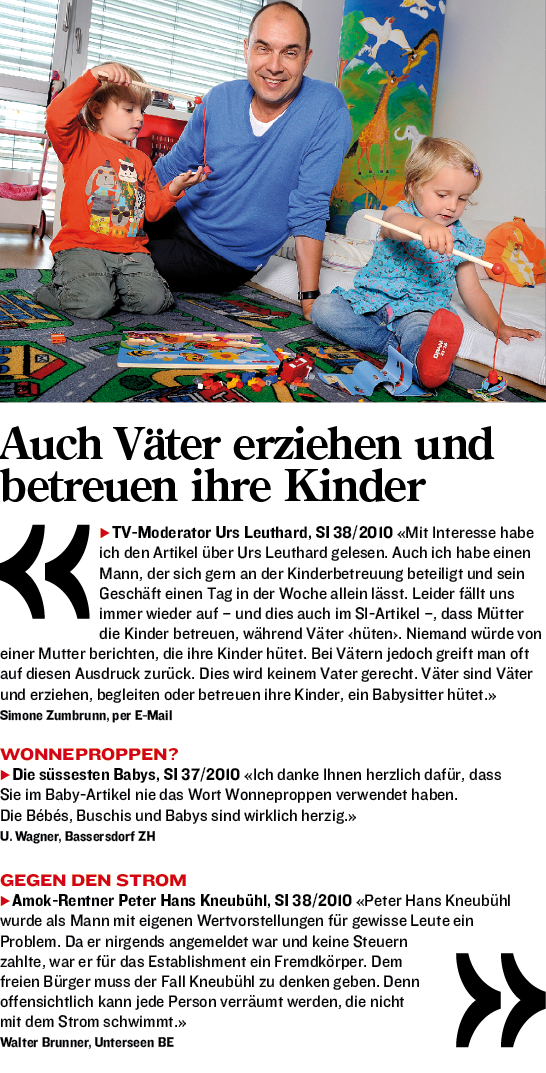 Auch Väter erziehen und
betreuen ihre Kinder
«
▶TV-Moderator Urs Leuthard, SI 38/2010 «Mit Interesse habe
ich den Artikel über Urs Leuthard gelesen. Auch ich habe einen
Mann, der sich gern an der Kinderbetreuung beteiligt und sein
Geschäft einen Tag in der Woche allein lässt. Leider fällt uns
immer wieder auf – und dies auch im SI-Artikel –, dass Mütter
die Kinder betreuen, während Väter ‹hüten›. Niemand würde von
einer Mutter berichten, die ihre Kinder hütet. Bei Vätern jedoch greift man oft
auf diesen Ausdruck zurück. Dies wird keinem Vater gerecht. Väter sind Väter
und erziehen, begleiten oder betreuen ihre Kinder, ein Babysitter hütet.»
Simone Zumbrunn, per E-Mail
WONNEPROPPEN?
▶Die süssesten Babys, SI 37/2010 «Ich danke Ihnen herzlich dafür, dass
Sie im Baby-Artikel nie das Wort Wonneproppen verwendet haben.
Die Bébés, Buschis und Babys sind wirklich herzig.»
U. Wagner, Bassersdorf ZH
GEGEN DEN STROM
▶Amok-Rentner Peter Hans Kneubühl, SI 38/2010 «Peter Hans Kneubühl
wurde als Mann mit eigenen Wertvorstellungen für gewisse Leute ein
Problem. Da er nirgends angemeldet war und keine Steuern
zahlte, war er für das Establishment ein Fremdkörper. Dem
freien Bürger muss der Fall Kneubühl zu denken geben. Denn
offensichtlich kann jede Person verräumt werden, die nicht
mit dem Strom schwimmt.»
Walter Brunner, Unterseen BE
»